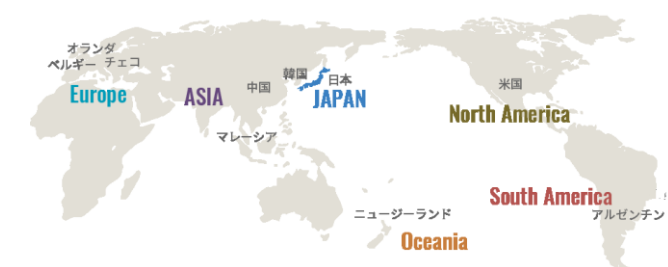 オランダ
ベルギー チェコ
Europe
ASIA
中国
韓国
日本
JAPAN
マレーシア
米国
North America
South America
アルゼンチン
ニュージーランド
Oceania